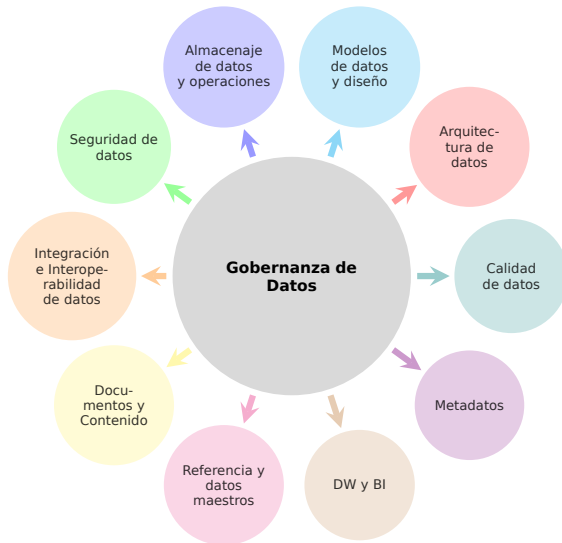 Almacenaje
de datos
y operaciones
Modelos
de datos
y diseño
Arquitec-
tura de
datos
Seguridad de
datos
Gobernanza de
Datos
Calidad
de datos
Integración
e Interope-
rabilidad
de datos
Metadatos
Docu-
mentos y
Contenido
DW y BI
Referencia y
datos
maestros